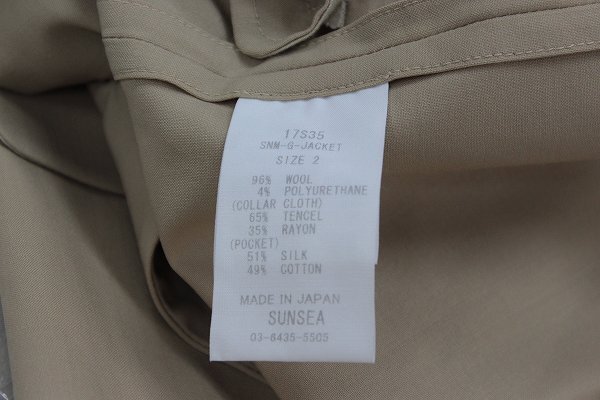 17S35
SNM-G-JACKET
SIZE 2
96% WOOL
4% POLYURETHANE
(COLLAR CLOTH)
65% TENCEL
35% RAYON
(POCKET)
51% SILK
49% COTTON
MADE IN JAPAN
SUNSEA
03-6435-5505